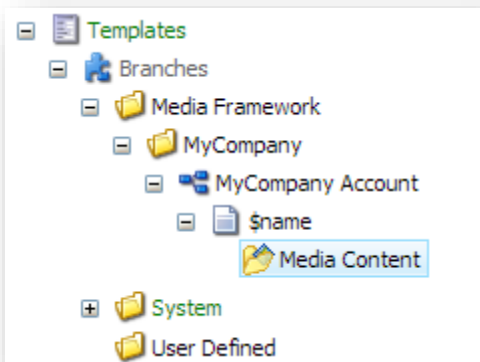 Templates
Branches
Media Framework
MyCompany
MyCompany Account
$name
Media Content
System
User Defined